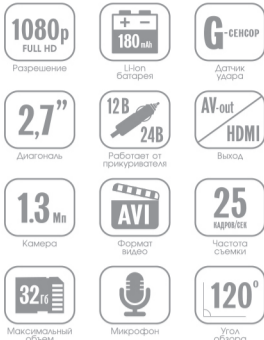 1080p
FULL HD
Разрешение
180 mAh
Li-ion
батарея
G-СЕНСОР
Датчик
удара
2,7”
Диагональ
12В
24В
Работает от
прикуривателя
AV-out
HDMI
Выход
1.3 Мп
Камера
AVI
Формат
видео
25
КАДРОВ/СЕК
Частота
съемки
32Гб
Максимальный
объем
Микрофон
120°
Угол
обзора